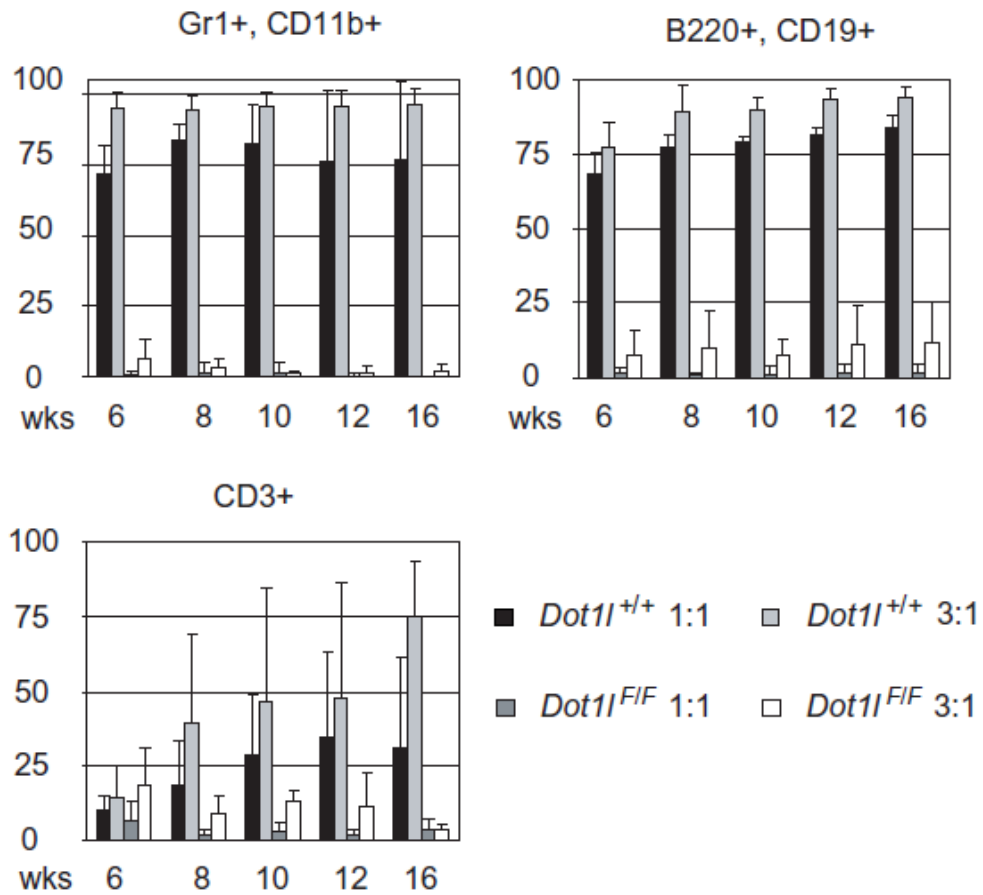 Gr1+, CD11b+
100
75
50
25
0
wks 6 8 10 12 16
B220+, CD19+
100
75
50
25
0
wks 6 8 10 12 16
CD3+
100
75
50
25
0
wks 6 8 10 12 16
Dot1l+/+ 1:1 Dot1l+/+ 3:1
Dot1lF/F 1:1 Dot1lF/F 3:1